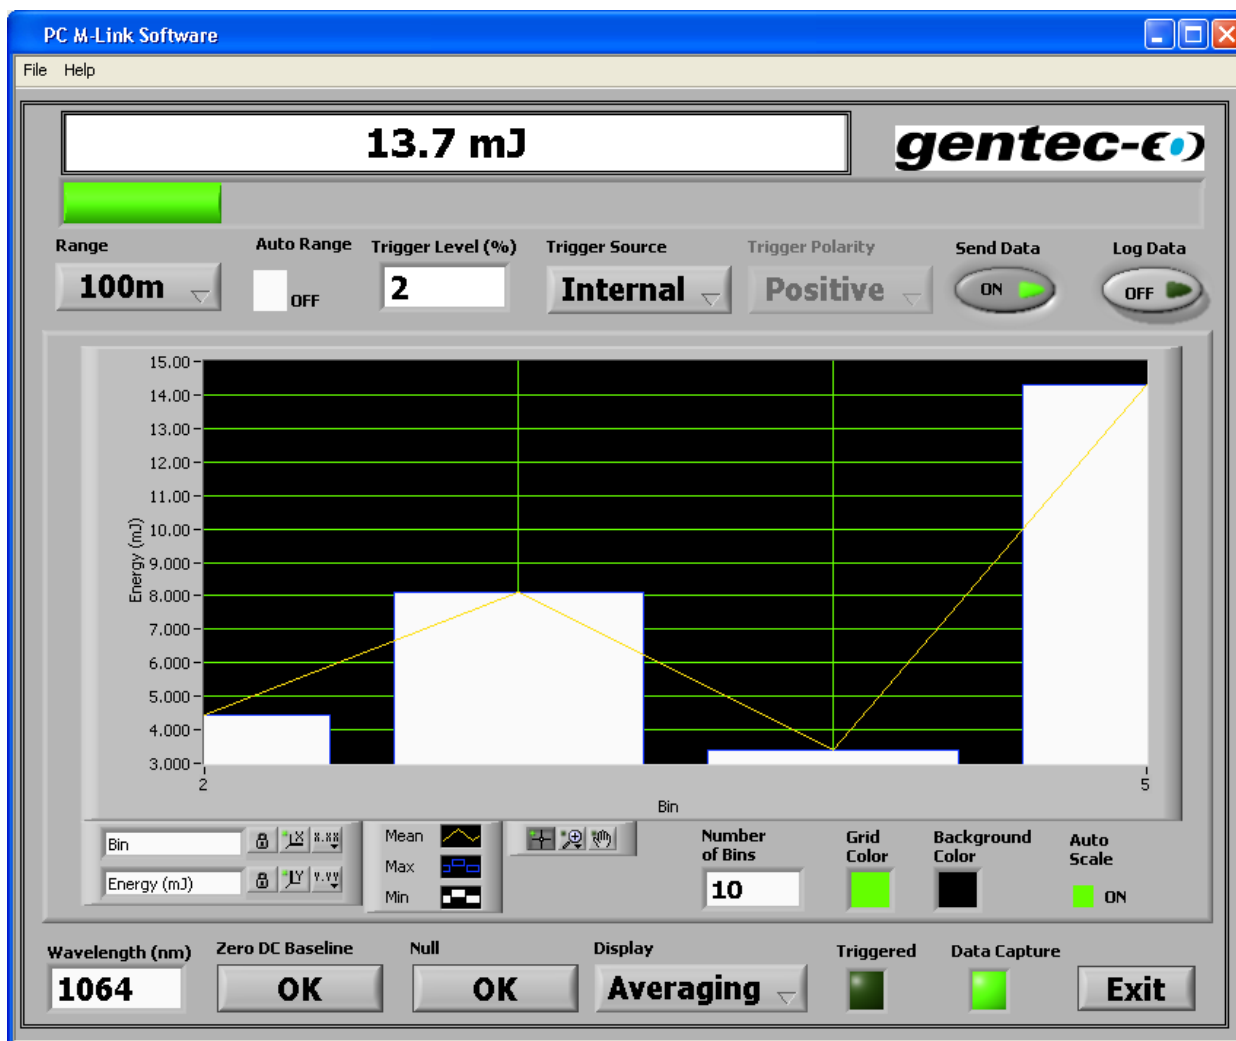 PC M-Link Software
File Help
13.7 mJ
gentec-eo
Range Auto Range Trigger Level (%) Trigger Source Trigger Polarity Send Data Log Data
100m OFF 2 Internal Positive ON OFF
15.00
14.00
13.00
12.00
11.00
10.00
9.000
8.000
7.000
6.000
5.000
4.000
3.000
Energy (mJ)
2 5
Bin
Bin X X.XX
Energy (mJ) Y Y.YY
Mean
Max
Min
Number of Bins
10
Grid Color
Background Color
Auto Scale
ON
Wavelength (nm) Zero DC Baseline Null Display Triggered Data Capture
1064 OK OK Averaging Exit